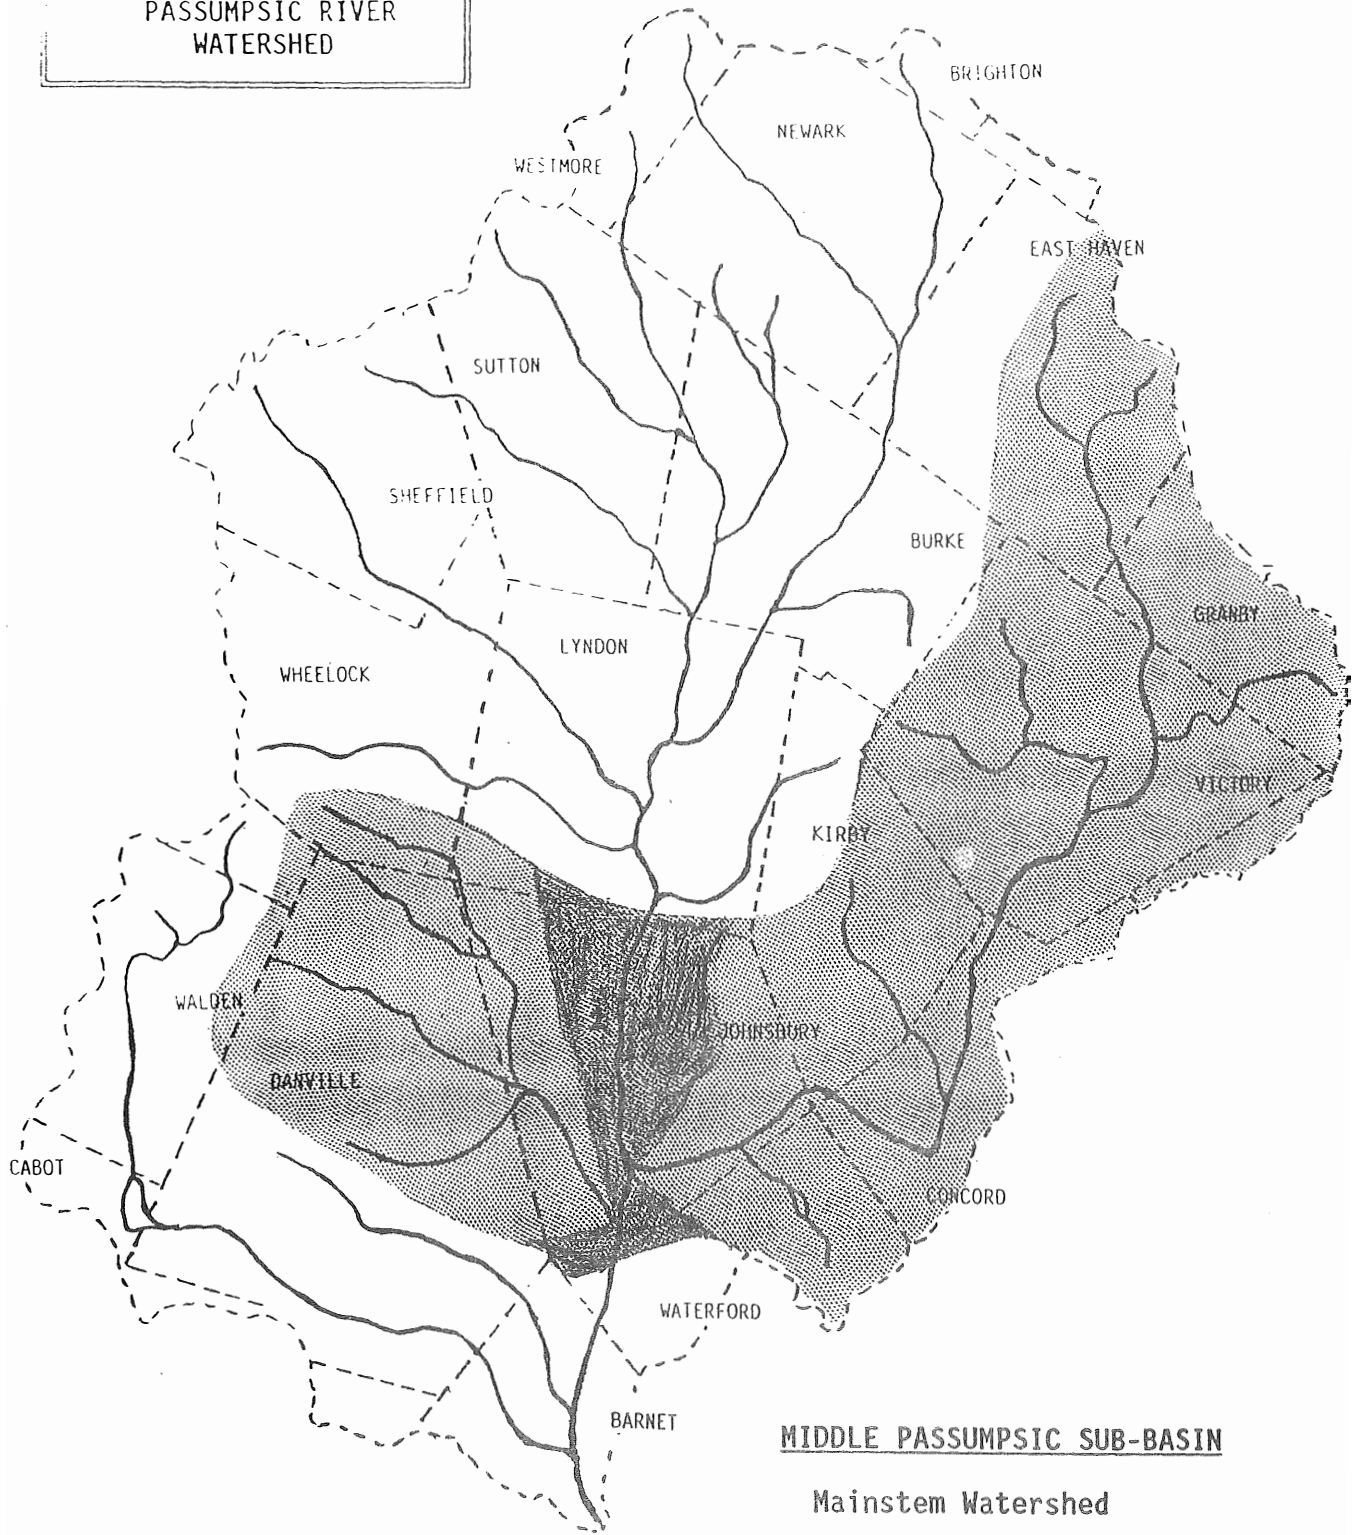 PASSUMPSIC RIVER
WATERSHED
BRIGHTON
NEWARK
WESTMORE
EAST HAVEN
SUTTON
SHEFFIELD
BURKE
GRANBY
LYNDON
WHEELOCK
VICTORY
KIRBY
WALDEN
JOHNSBURY
DANVILLE
CABOT
CONCORD
WATERFORD
BARNET
MIDDLE PASSUMPSIC SUB-BASIN
Mainstem Watershed